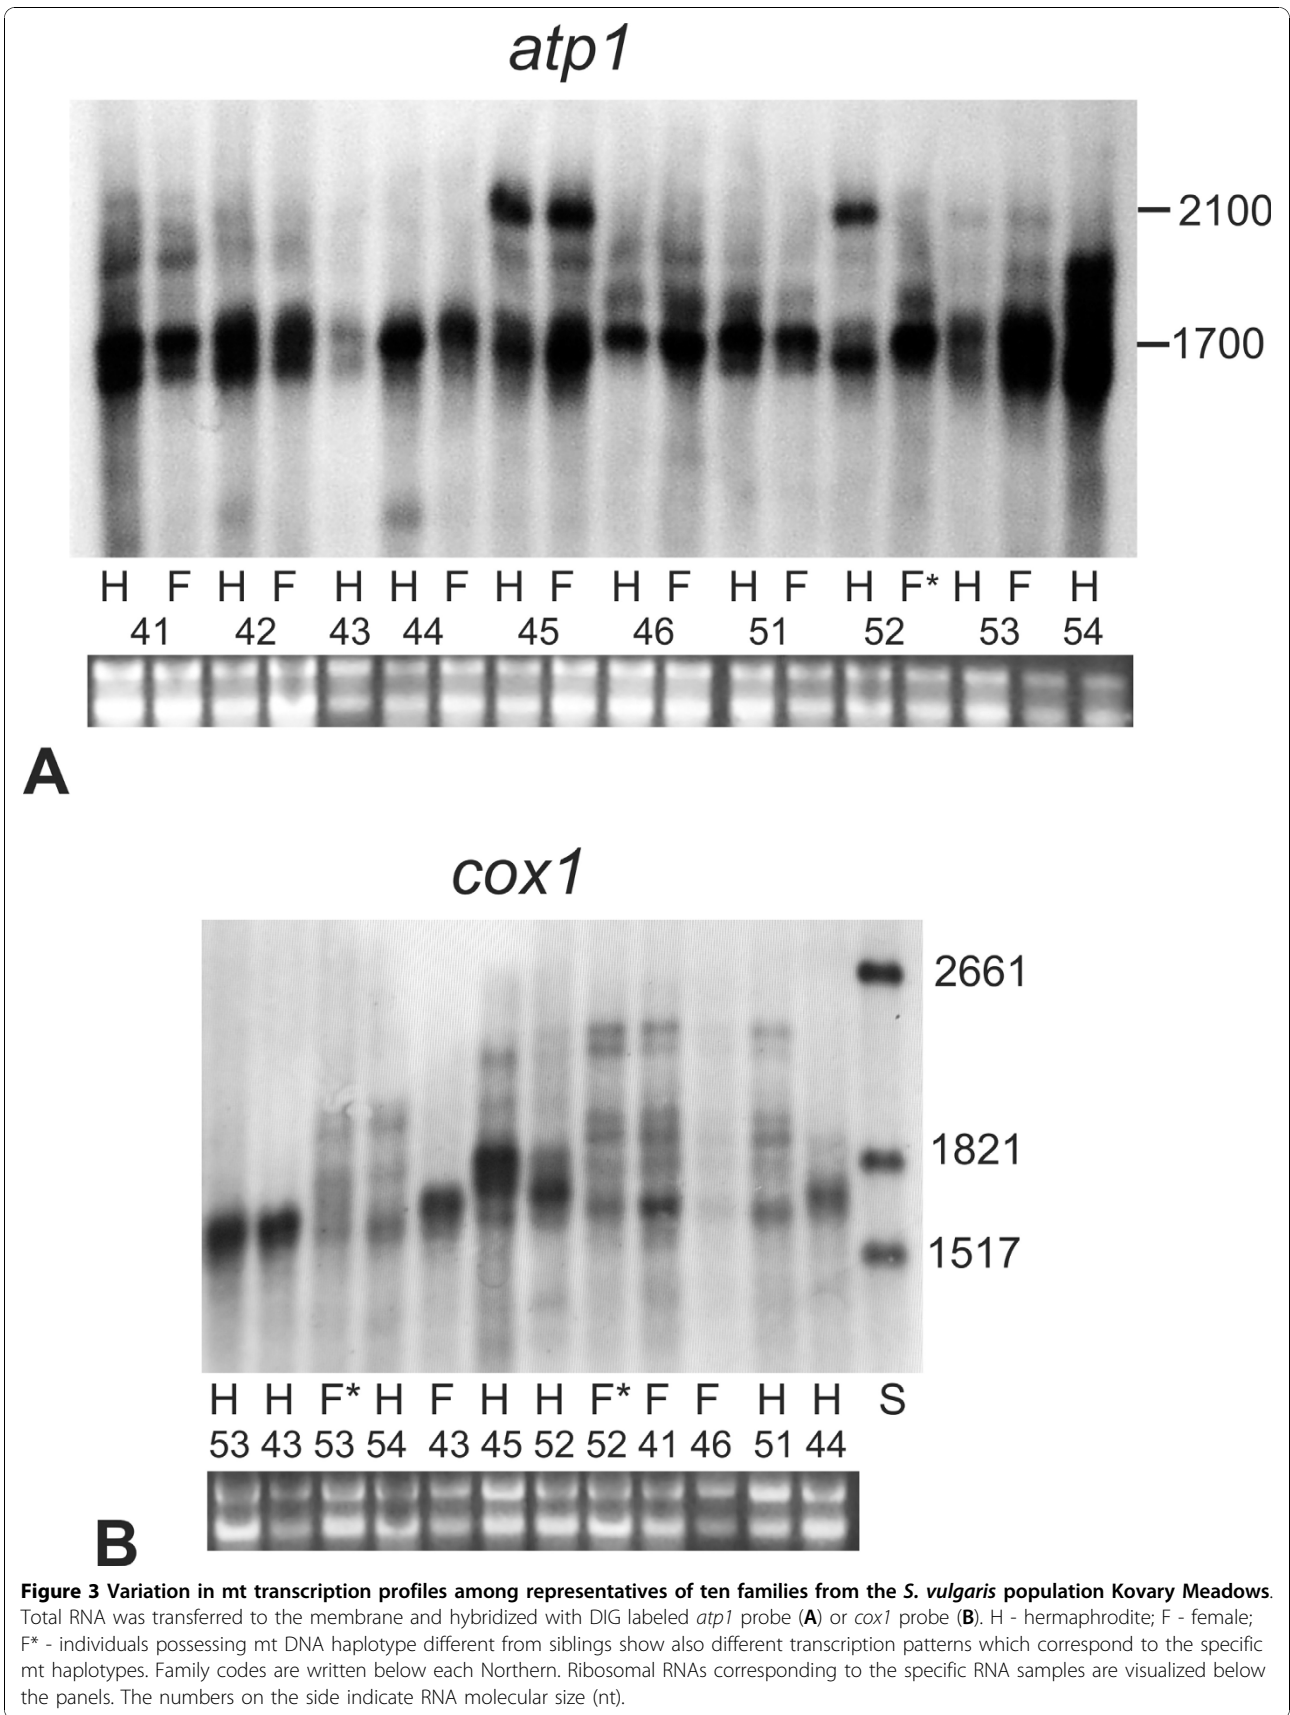 atp1
2100
1700
H F H F H H F H F H F H F H F* H F H
41 42 43 44 45 46 51 52 53 54
A
cox1
2661
1821
1517
H H F* H F H H F* F F H H S
53 43 53 54 43 45 52 52 41 46 51 44
B
Figure 3 Variation in mt transcription profiles among representatives of ten families from the S. vulgaris population Kovary Meadows.
Total RNA was transferred to the membrane and hybridized with DIG labeled atp1 probe (A) or cox1 probe (B). H - hermaphrodite; F - female;
F* - individuals possessing mt DNA haplotype different from siblings show also different transcription patterns which correspond to the specific
mt haplotypes. Family codes are written below each Northern. Ribosomal RNAs corresponding to the specific RNA samples are visualized below
the panels. The numbers on the side indicate RNA molecular size (nt).